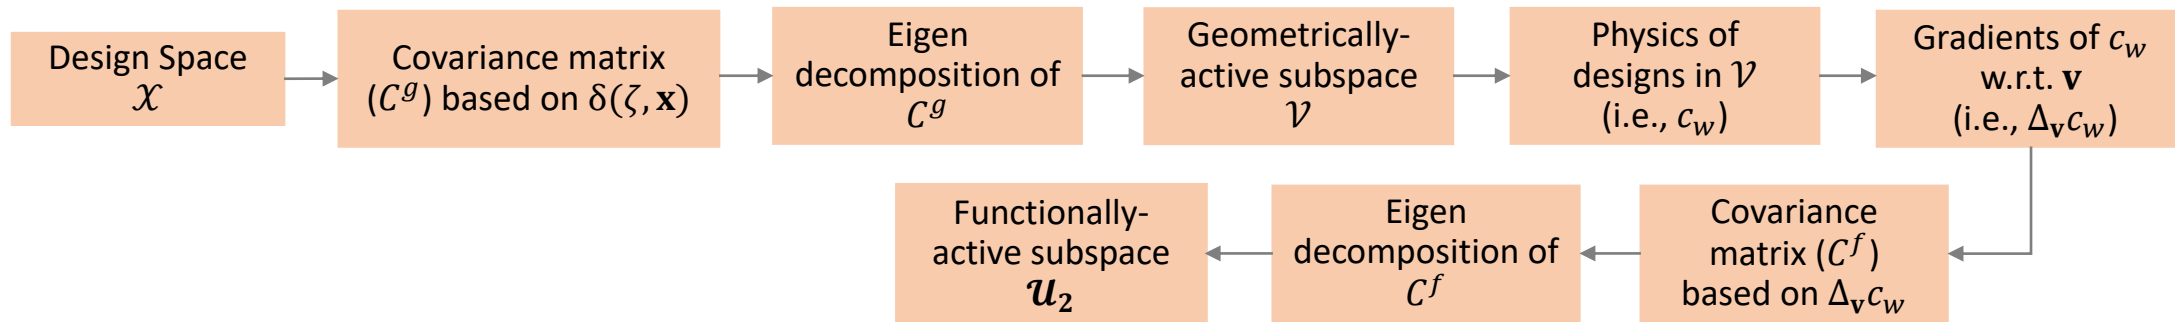 Design Space
𝒳
Covariance matrix
(C^g) based on δ(ζ, 𝐱)
Eigen
decomposition of
C^g
Geometrically-
active subspace
𝒱
Physics of
designs in 𝒱
(i.e., c_w)
Gradients of c_w
w.r.t. 𝐯
(i.e., Δ_𝐯 c_w)
Covariance
matrix (C^f)
based on Δ_𝐯 c_w
Eigen
decomposition of
C^f
Functionally-
active subspace
𝓤_𝟐